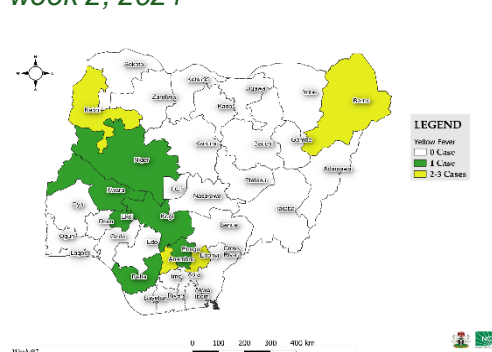 week 2, 2021
N
Sokoto
Katsina
Jigawa
Yobe
Borno
Zamfara
Kano
Kebbi
Kaduna
Bauchi
Gombe
Niger
Adamawa
Plateau
Kwara
FCT
Nasarawa
Oyo
Taraba
Osun
Ekiti
Kogi
Benue
Ogun
Ondo
Edo
Lagos
Enugu
Anambra
Ebonyi
Cross
River
Delta
Imo
Abia
Bayelsa
Rivers
Akwa
Ibom
LEGEND
Yellow Fever
0 Case
1 Case
2-3 Cases
0 100 200 300 400 km